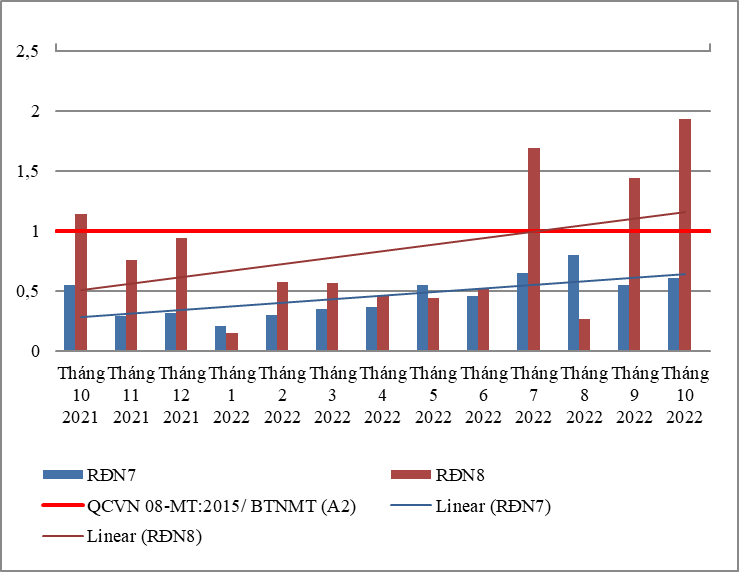 2,5
2
1,5
1
0,5
0
Tháng 10 2021
Tháng 11 2021
Tháng 12 2021
Tháng 1 2022
Tháng 2 2022
Tháng 3 2022
Tháng 4 2022
Tháng 5 2022
Tháng 6 2022
Tháng 7 2022
Tháng 8 2022
Tháng 9 2022
Tháng 10 2022
RĐN7
RĐN8
QCVN 08-MT:2015/ BTNMT (A2)
Linear (RĐN7)
Linear (RĐN8)